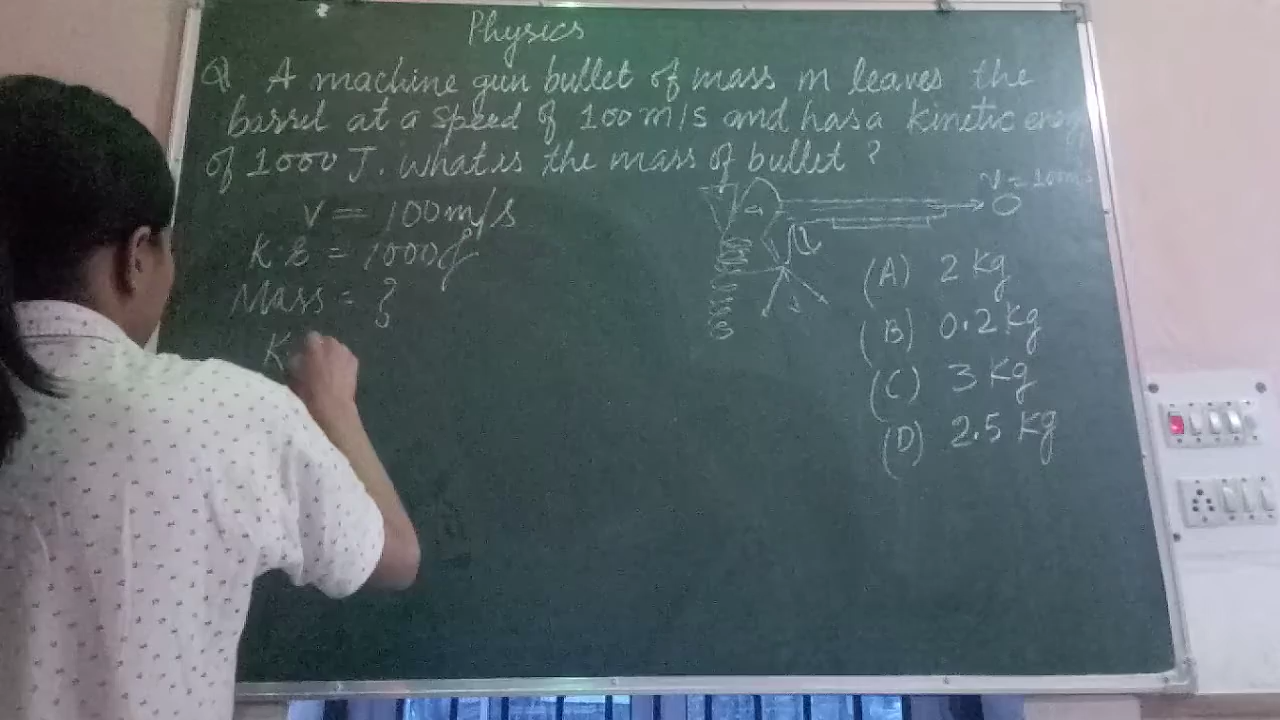 Physics
Q A machine gun bullet of mass m leaves the
barrel at a speed of 100 m/s and has a kinetic energy
of 1000 J. what is the mass of bullet ?
V = 100 m/s
V = 100m/s
K E = 1000 J
Mass = ?
K
(A) 2 kg
(B) 0.2 kg
(C) 3 kg
(D) 2.5 kg